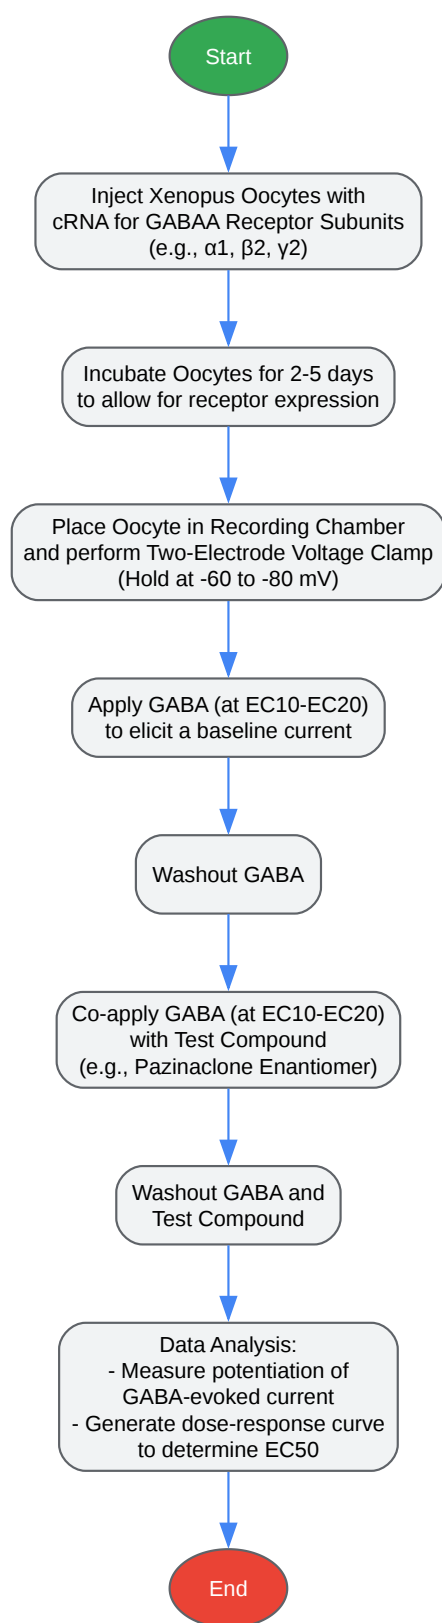 Start
Inject Xenopus Oocytes with
cRNA for GABAA Receptor Subunits
(e.g., α1, β2, γ2)
Incubate Oocytes for 2-5 days
to allow for receptor expression
Place Oocyte in Recording Chamber
and perform Two-Electrode Voltage Clamp
(Hold at -60 to -80 mV)
Apply GABA (at EC10-EC20)
to elicit a baseline current
Washout GABA
Co-apply GABA (at EC10-EC20)
with Test Compound
(e.g., Pazinaclone Enantiomer)
Washout GABA and
Test Compound
Data Analysis:
- Measure potentiation of
GABA-evoked current
- Generate dose-response curve
to determine EC50
End